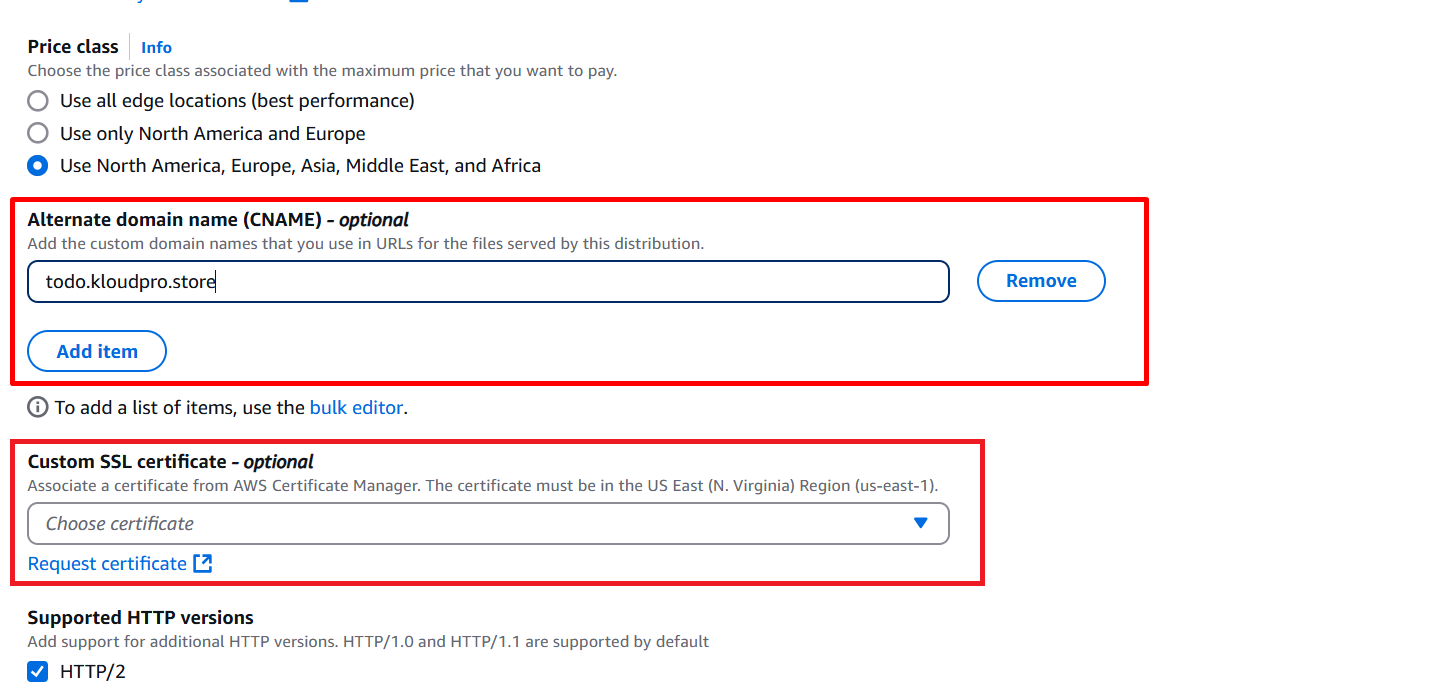 Price class Info
Choose the price class associated with the maximum price that you want to pay.
Use all edge locations (best performance)
Use only North America and Europe
Use North America, Europe, Asia, Middle East, and Africa
Alternate domain name (CNAME) - optional
Add the custom domain names that you use in URLs for the files served by this distribution.
todo.kloudpro.store
Remove
Add item
To add a list of items, use the bulk editor.
Custom SSL certificate - optional
Associate a certificate from AWS Certificate Manager. The certificate must be in the US East (N. Virginia) Region (us-east-1).
Choose certificate
Request certificate
Supported HTTP versions
Add support for additional HTTP versions. HTTP/1.0 and HTTP/1.1 are supported by default
HTTP/2